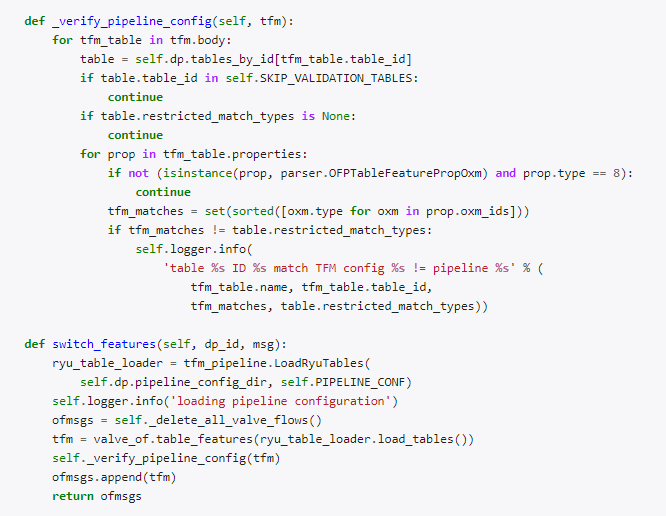 def _verify_pipeline_config(self, tfm):
    for tfm_table in tfm.body:
        table = self.dp.tables_by_id[tfm_table.table_id]
        if table.table_id in self.SKIP_VALIDATION_TABLES:
            continue
        if table.restricted_match_types is None:
            continue
        for prop in tfm_table.properties:
            if not (isinstance(prop, parser.OFPTableFeaturePropOxm) and prop.type == 8):
                continue
            tfm_matches = set(sorted([oxm.type for oxm in prop.oxm_ids]))
            if tfm_matches != table.restricted_match_types:
                self.logger.info(
                    'table %s ID %s match TFM config %s != pipeline %s' % (
                        tfm_table.name, tfm_table.table_id,
                        tfm_matches, table.restricted_match_types))

def switch_features(self, dp_id, msg):
    ryu_table_loader = tfm_pipeline.LoadRyuTables(
        self.dp.pipeline_config_dir, self.PIPELINE_CONF)
    self.logger.info('loading pipeline configuration')
    ofmsgs = self._delete_all_valve_flows()
    tfm = valve_of.table_features(ryu_table_loader.load_tables())
    self._verify_pipeline_config(tfm)
    ofmsgs.append(tfm)
    return ofmsgs